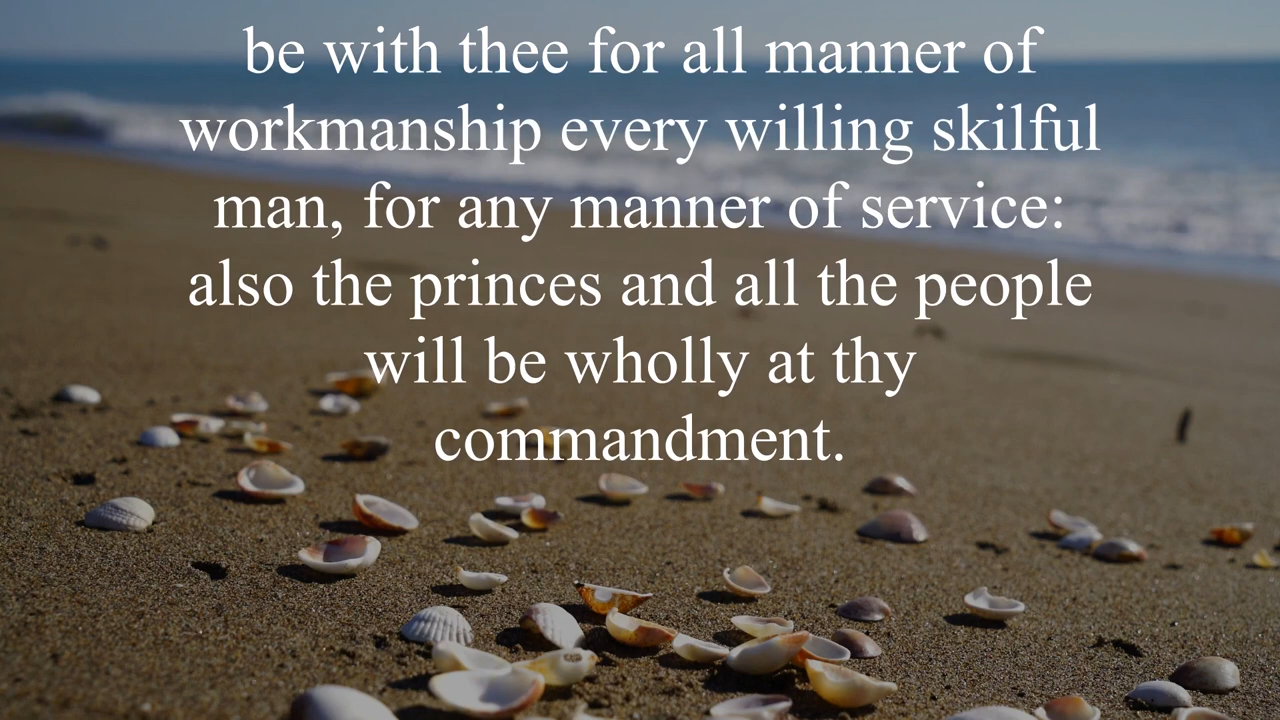 be with thee for all manner of
workmanship every willing skilful
man, for any manner of service:
also the princes and all the people
will be wholly at thy
commandment.